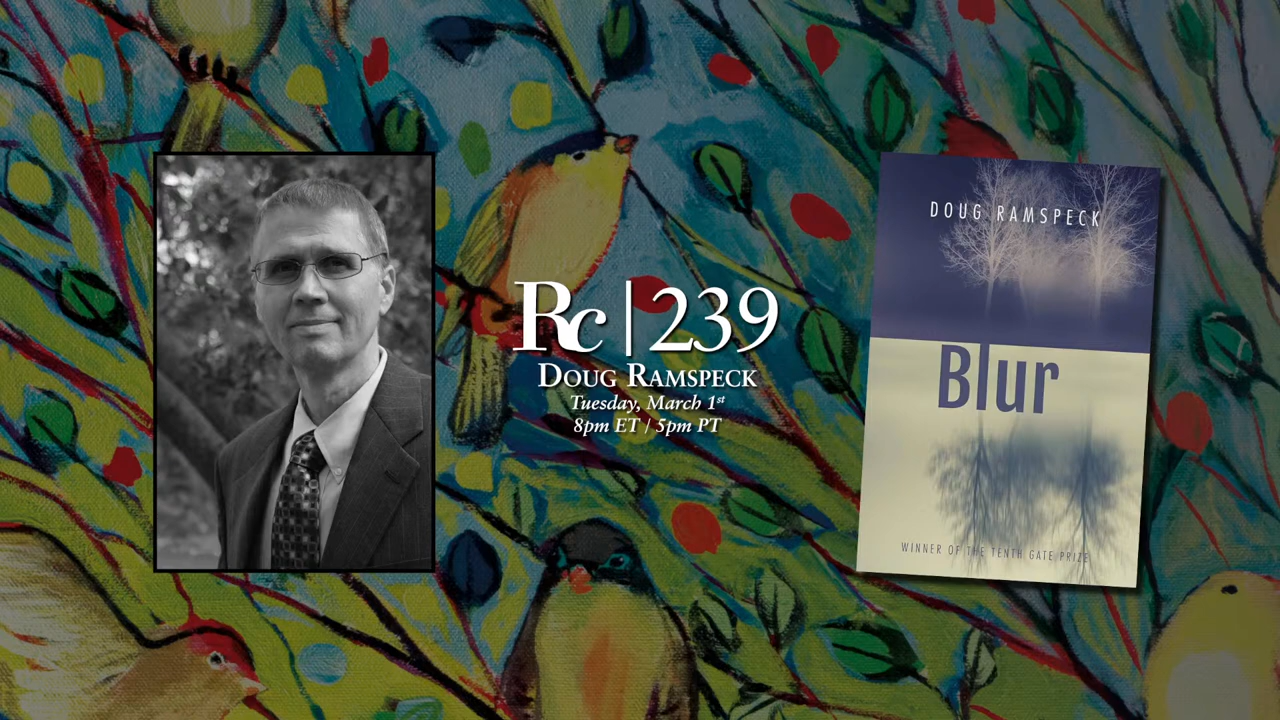 Rc | 239
DOUG RAMSPECK
Tuesday, March 1st
8pm ET / 5pm PT
DOUG RAMSPECK
Blur
WINNER OF THE TENTH GATE PRIZE